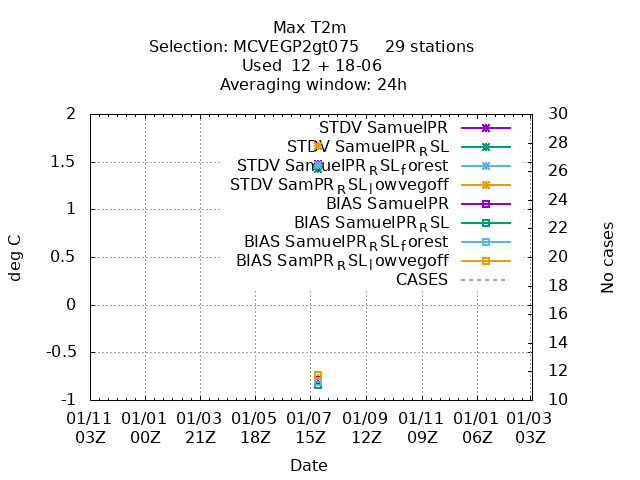 Max T2m
Selection: MCVEGP2gt075     29 stations
Used 12 + 18-06
Averaging window: 24h
STDV SamuelPR
STDV SamuelPR_RSL
STDV SamuelPR_RSL_forest
STDV SamPR_RSL_lowvegoff
BIAS SamuelPR
BIAS SamuelPR_RSL
BIAS SamuelPR_RSL_forest
BIAS SamPR_RSL_lowvegoff
CASES
deg C
2
1.5
1
0.5
0
-0.5
-1
No cases
30
28
26
24
22
20
18
16
14
12
10
01/11 01/01 01/03 01/05 01/07 01/09 01/11 01/01 01/03
03Z 00Z 21Z 18Z 15Z 12Z 09Z 06Z 03Z
Date